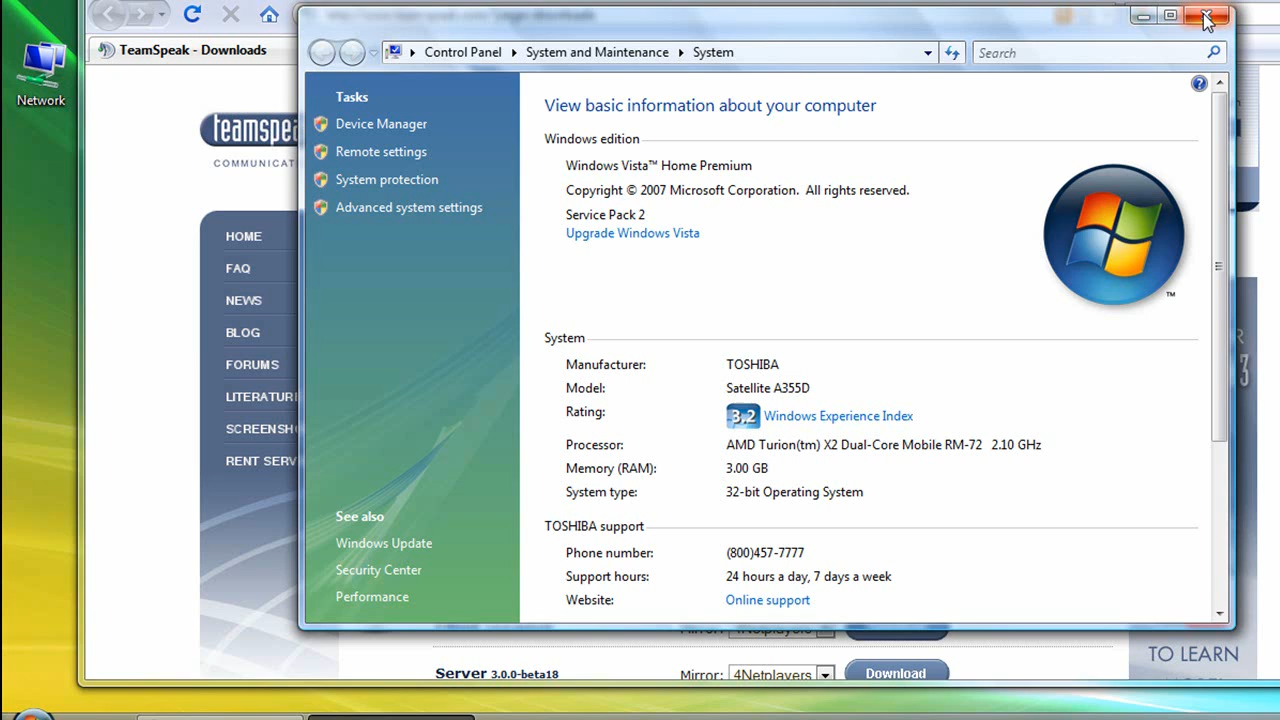 TeamSpeak - Downloads
Control Panel
System and Maintenance
System
Search
Network
teamspe
COMMUNICAT
HOME
FAQ
NEWS
BLOG
FORUMS
LITERATURE
SCREENSH
RENT SERV
Tasks
Device Manager
Remote settings
System protection
Advanced system settings
See also
Windows Update
Security Center
Performance
View basic information about your computer
Windows edition
Windows Vista™ Home Premium
Copyright © 2007 Microsoft Corporation. All rights reserved.
Service Pack 2
Upgrade Windows Vista
TM
System
Manufacturer: TOSHIBA
Model: Satellite A355D
Rating: 3.2 Windows Experience Index
Processor: AMD Turion(tm) X2 Dual-Core Mobile RM-72 2.10 GHz
Memory (RAM): 3.00 GB
System type: 32-bit Operating System
TOSHIBA support
Phone number: (800)457-7777
Support hours: 24 hours a day, 7 days a week
Website: Online support
Server 3.0.0-beta18 Mirror: 4Netplayers Download
TO LEARN